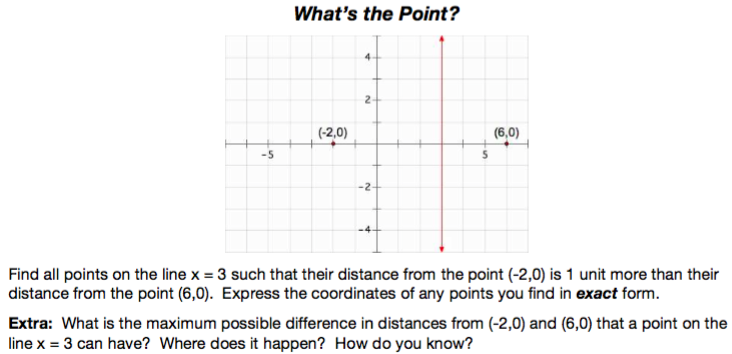 What's the Point?
4
2
(-2,0)
(6,0)
-5
5
-2
-4
Find all points on the line x = 3 such that their distance from the point (-2,0) is 1 unit more than their
distance from the point (6,0). Express the coordinates of any points you find in exact form.
Extra: What is the maximum possible difference in distances from (-2,0) and (6,0) that a point on the
line x = 3 can have? Where does it happen? How do you know?